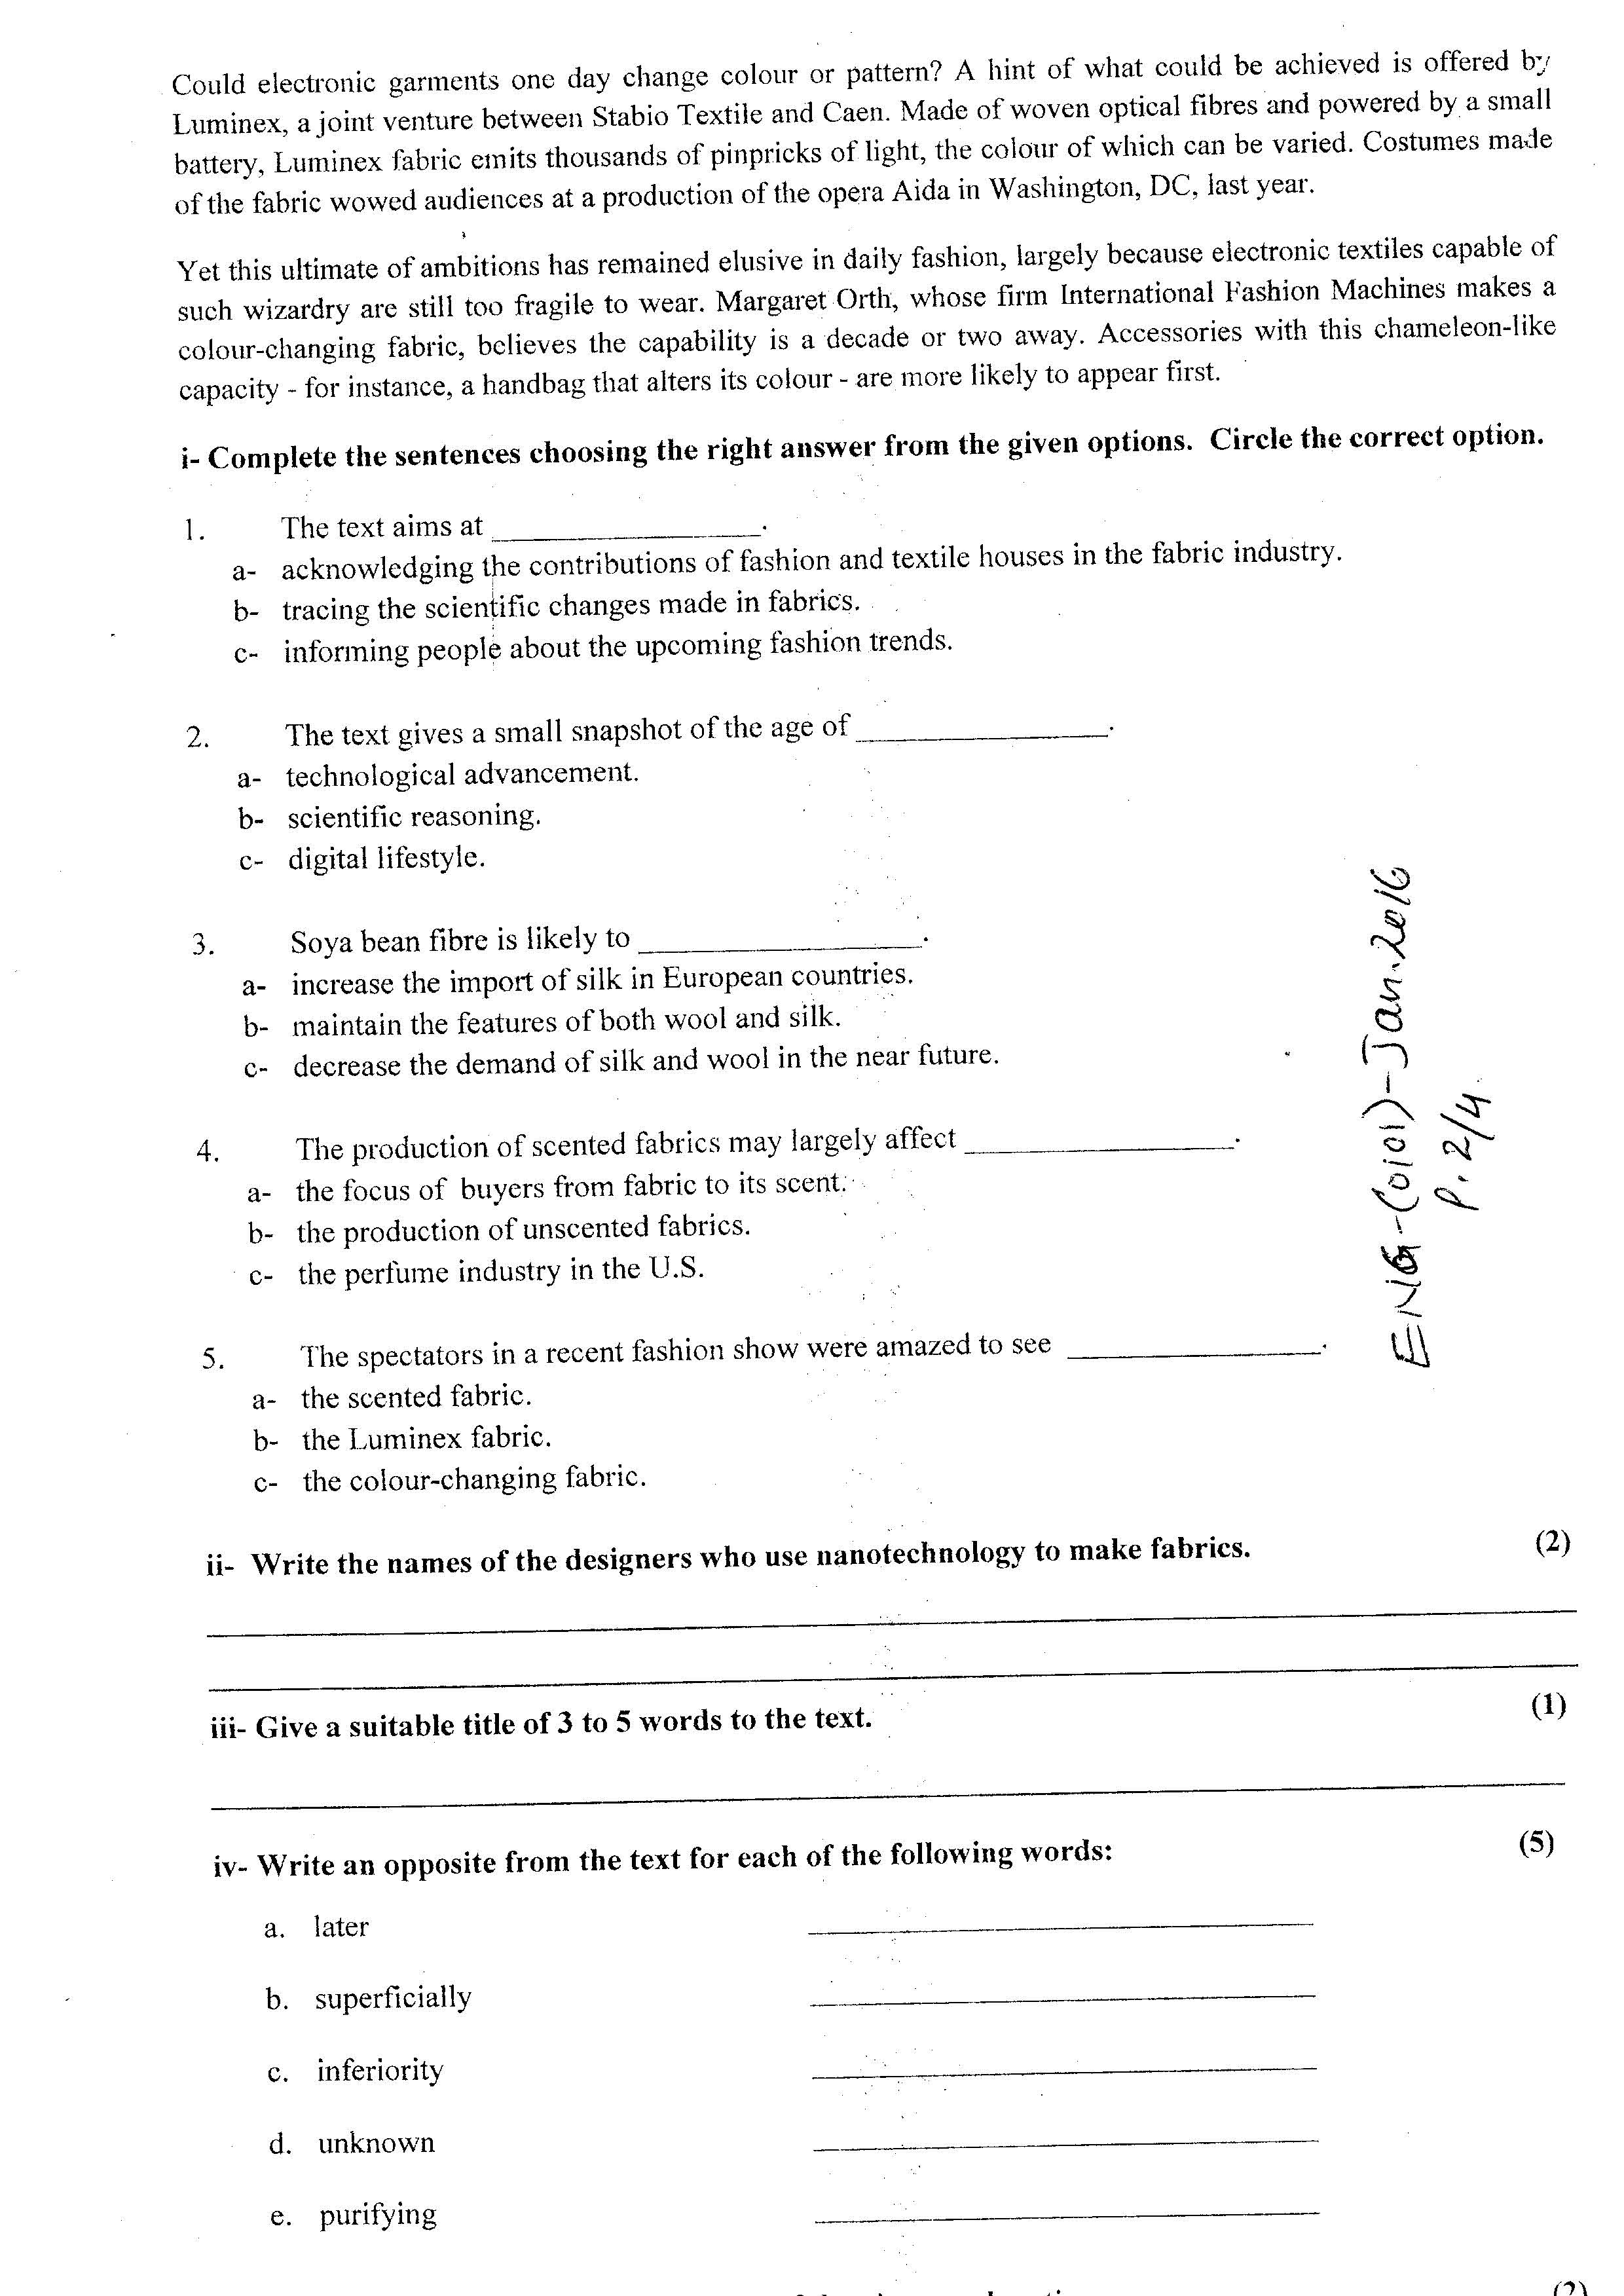 Could electronic garments one day change colour or pattern? A hint of what could be achieved is offered by
Luminex, a joint venture between Stabio Textile and Caen. Made of woven optical fibres and powered by a small
battery, Luminex fabric emits thousands of pinpricks of light, the colour of which can be varied. Costumes made
of the fabric wowed audiences at a production of the opera Aida in Washington, DC, last year.
Yet this ultimate of ambitions has remained elusive in daily fashion, largely because electronic textiles capable of
such wizardry are still too fragile to wear. Margaret Orth, whose firm International Fashion Machines makes a
colour-changing fabric, believes the capability is a decade or two away. Accessories with this chameleon-like
capacity - for instance, a handbag that alters its colour - are more likely to appear first.
i- Complete the sentences choosing the right answer from the given options. Circle the correct option.
1. The text aims at ____________.
a- acknowledging the contributions of fashion and textile houses in the fabric industry.
b- tracing the scientific changes made in fabrics.
c- informing people about the upcoming fashion trends.
2. The text gives a small snapshot of the age of ____________.
a- technological advancement.
b- scientific reasoning.
c- digital lifestyle.
3. Soya bean fibre is likely to ____________.
a- increase the import of silk in European countries.
b- maintain the features of both wool and silk.
c- decrease the demand of silk and wool in the near future.
4. The production of scented fabrics may largely affect ____________.
a- the focus of buyers from fabric to its scent.
b- the production of unscented fabrics.
c- the perfume industry in the U.S.
5. The spectators in a recent fashion show were amazed to see ____________.
a- the scented fabric.
b- the Luminex fabric.
c- the colour-changing fabric.
ENG-(0101)-Jan.2016
P.2/4
ii- Write the names of the designers who use nanotechnology to make fabrics. (2)
iii- Give a suitable title of 3 to 5 words to the text. (1)
iv- Write an opposite from the text for each of the following words: (5)
a. later
b. superficially
c. inferiority
d. unknown
e. purifying